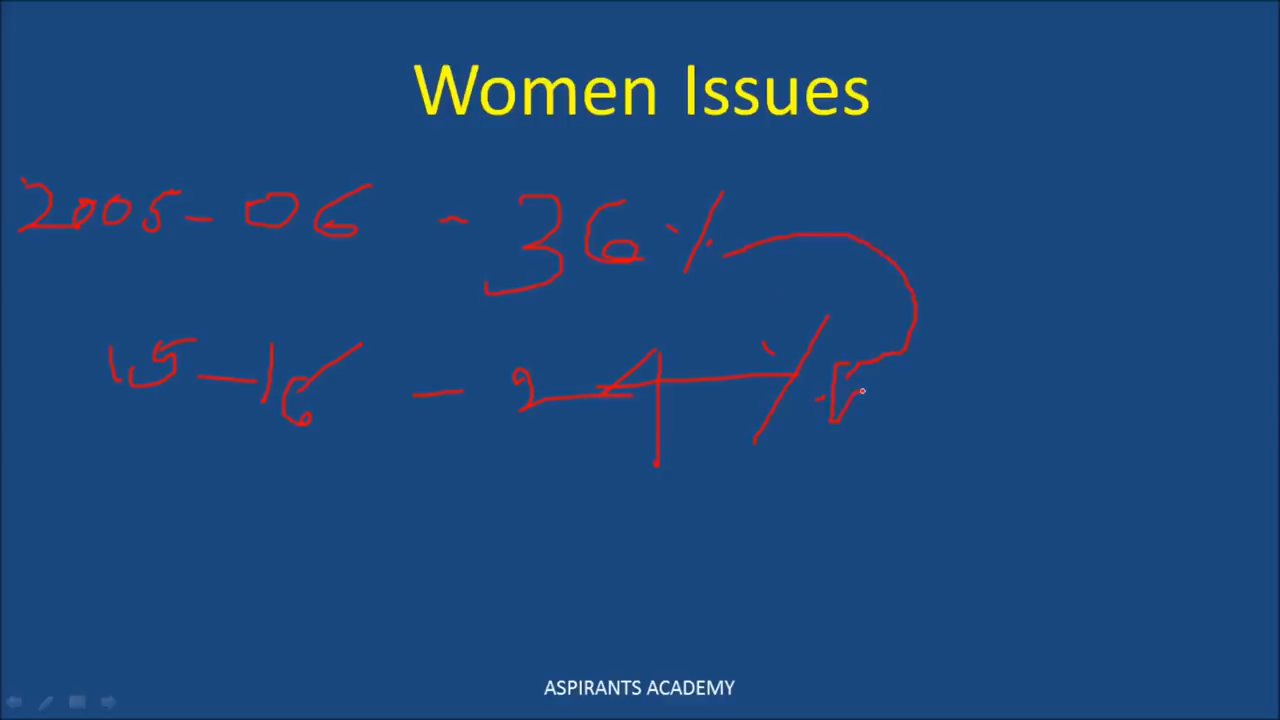 Women Issues
2005-06 - 36%
15-16 - 24%
ASPIRANTS ACADEMY